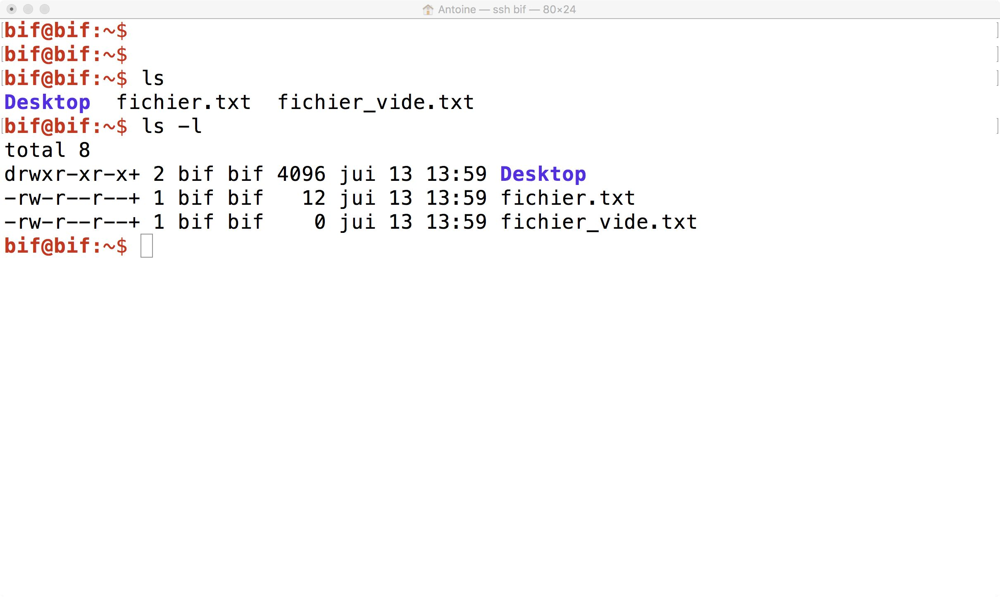 Antoine — ssh bif — 80×24
bif@bif:~$
bif@bif:~$
bif@bif:~$ ls
Desktop  fichier.txt  fichier_vide.txt
bif@bif:~$ ls -l
total 8
drwxr-xr-x+ 2 bif bif 4096 jui 13 13:59 Desktop
-rw-r--r--+ 1 bif bif   12 jui 13 13:59 fichier.txt
-rw-r--r--+ 1 bif bif    0 jui 13 13:59 fichier_vide.txt
bif@bif:~$